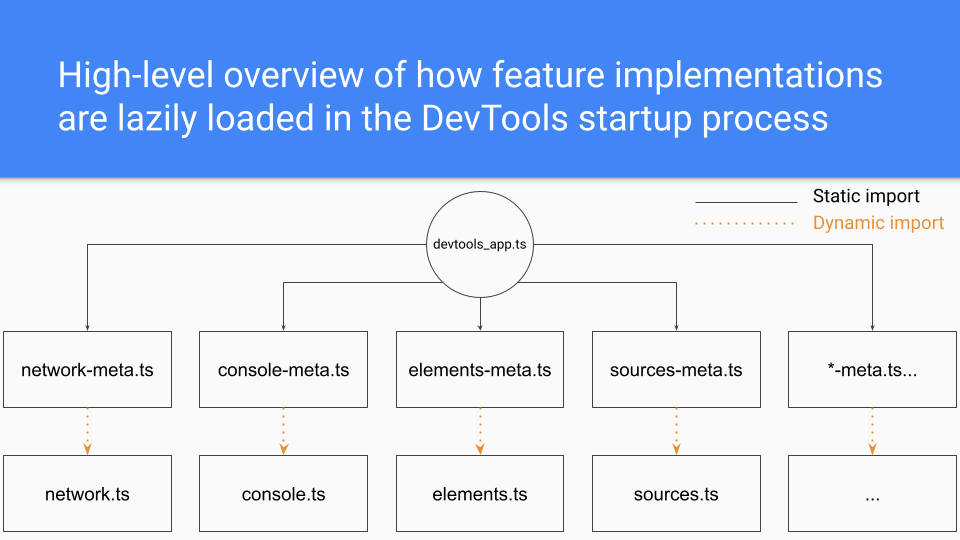 High-level overview of how feature implementations
are lazily loaded in the DevTools startup process
Static import
Dynamic import
devtools_app.ts
network-meta.ts
console-meta.ts
elements-meta.ts
sources-meta.ts
*-meta.ts...
network.ts
console.ts
elements.ts
sources.ts
...